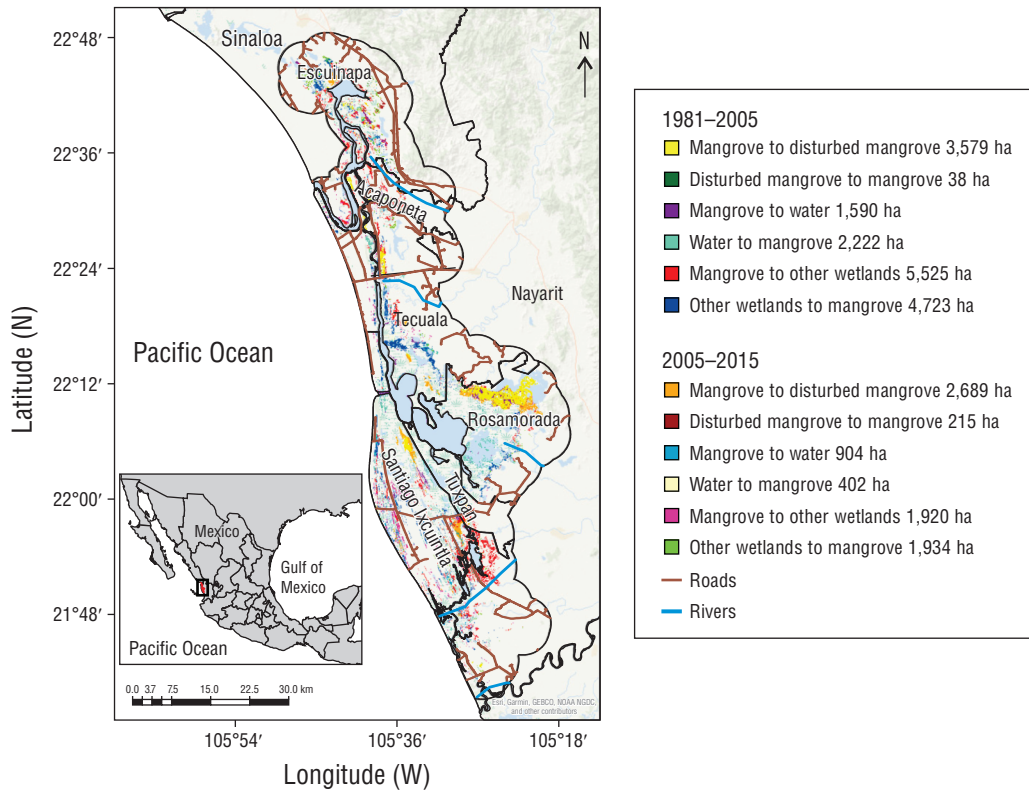 22°48′
22°36′
22°24′
22°12′
22°00′
21°48′
Latitude (N)
Sinaloa
Escuinapa
N
Acaponeta
Nayarit
Tecuala
Pacific Ocean
Rosamorada
Santiago Ixcuintla
Tuxpan
Mexico
Gulf of
Mexico
Pacific Ocean
0.0 3.7 7.5 15.0 22.5 30.0 km
Esri, Garmin, GEBCO, NOAA NGDC,
and other contributors
105°54′ 105°36′ 105°18′
Longitude (W)
1981–2005
Mangrove to disturbed mangrove 3,579 ha
Disturbed mangrove to mangrove 38 ha
Mangrove to water 1,590 ha
Water to mangrove 2,222 ha
Mangrove to other wetlands 5,525 ha
Other wetlands to mangrove 4,723 ha
2005–2015
Mangrove to disturbed mangrove 2,689 ha
Disturbed mangrove to mangrove 215 ha
Mangrove to water 904 ha
Water to mangrove 402 ha
Mangrove to other wetlands 1,920 ha
Other wetlands to mangrove 1,934 ha
Roads
Rivers